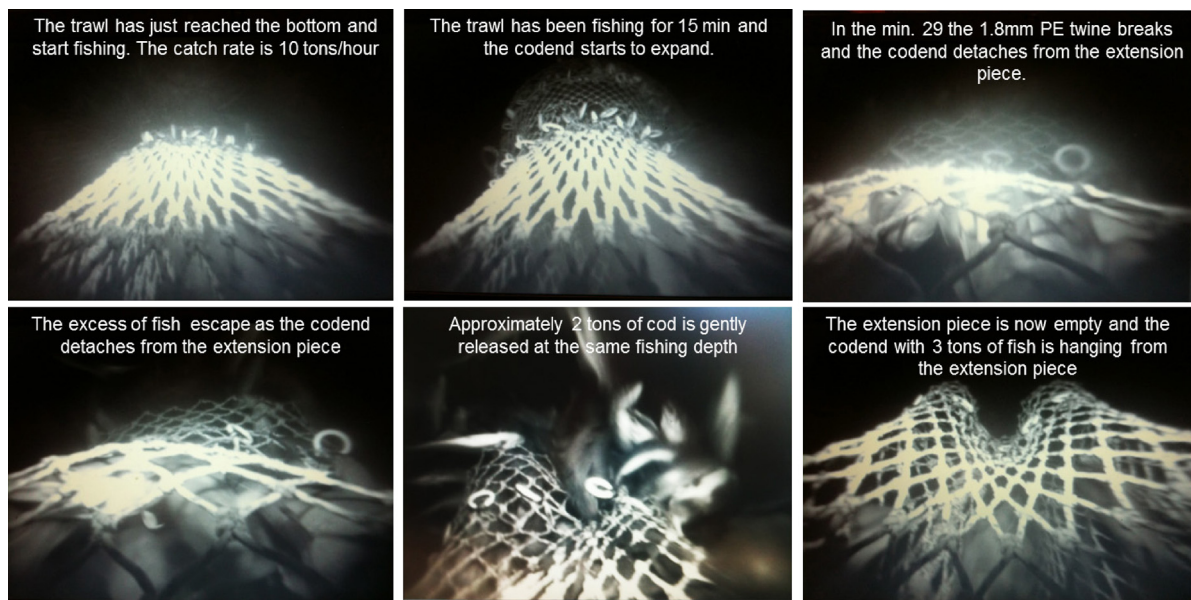 The trawl has just reached the bottom and
start fishing. The catch rate is 10 tons/hour
The trawl has been fishing for 15 min and
the codend starts to expand.
In the min. 29 the 1.8mm PE twine breaks
and the codend detaches from the extension
piece.
The excess of fish escape as the codend
detaches from the extension piece
Approximately 2 tons of cod is gently
released at the same fishing depth
The extension piece is now empty and the
codend with 3 tons of fish is hanging from
the extension piece